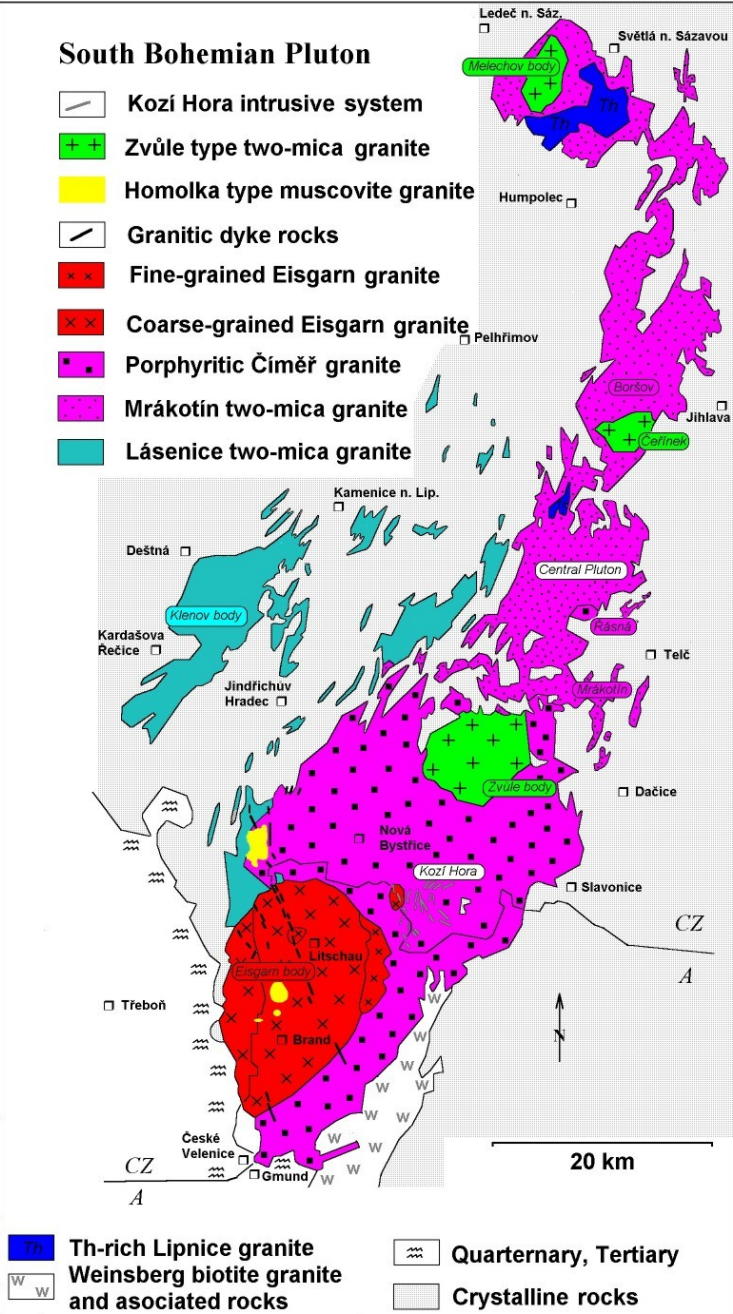 South Bohemian Pluton
Kozí Hora intrusive system
Zvůle type two-mica granite
Homolka type muscovite granite
Granitic dyke rocks
Fine-grained Eisgarn granite
Coarse-grained Eisgarn granite
Porphyritic Číměř granite
Mrákotín two-mica granite
Lásenice two-mica granite
Ledeč n. Sáz.
Světlá n. Sázavou
Melechov body
Th
Th
Humpolec
Pelhřimov
Boršov
Jihlava
Čeřínek
Kamenice n. Lip.
Deštná
Central Pluton
Klenov body
Řásná
Kardašova
Řečice
Telč
Jindřichův
Hradec
Mrákotín
Zvůle body
Dačice
Nová
Bystřice
Kozí Hora
Slavonice
CZ
A
Litschau
Eisgarn body
Třeboň
N
Brand
W
W
W
W
W
W
W
W
W
W
České
Velenice
CZ
A
Gmund
20 km
Th
Th-rich Lipnice granite
W
W
Weinsberg biotite granite
and asociated rocks
Quarternary, Tertiary
Crystalline rocks